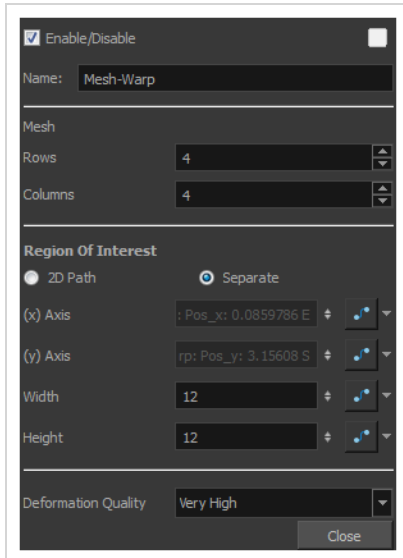 Enable/Disable
Name: Mesh-Warp
Mesh
Rows 4
Columns 4
Region Of Interest
2D Path Separate
(x) Axis : Pos_x: 0.0859786 E
(y) Axis rp: Pos_y: 3.15608 S
Width 12
Height 12
Deformation Quality Very High
Close